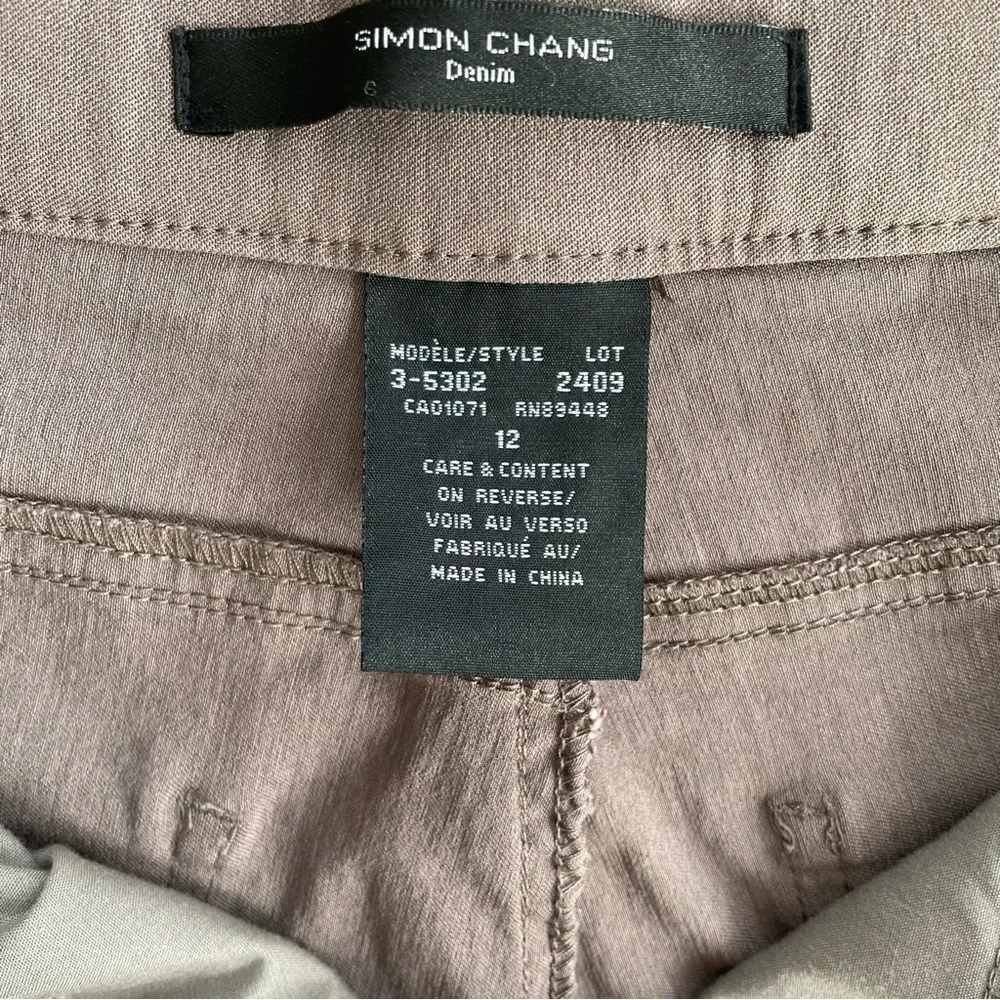 SIMON CHANG
Denim
MODÈLE/STYLE LOT
3-5302 2409
CA01071 RN89448
12
CARE & CONTENT
ON REVERSE/
VOIR AU VERSO
FABRIQUÉ AU/
MADE IN CHINA